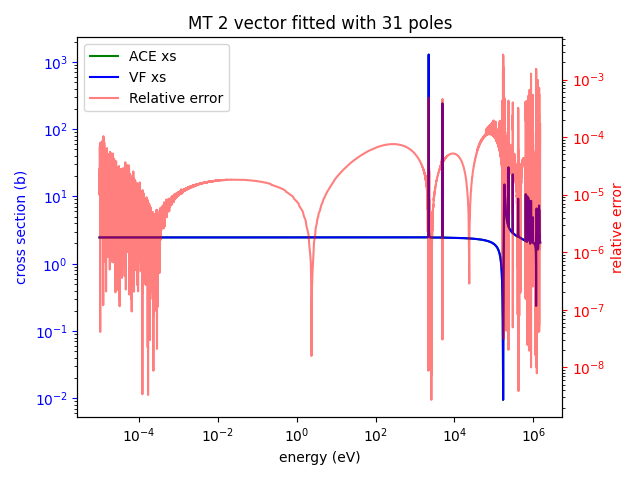 MT 2 vector fitted with 31 poles
ACE xs
VF xs
Relative error
cross section (b)
10³
10²
10¹
10⁰
10⁻¹
10⁻²
10⁻³
10⁻⁴
10⁻⁵
10⁻⁶
10⁻⁷
10⁻⁸
relative error
10⁻⁴
10⁻²
10⁰
10²
10⁴
10⁶
energy (eV)